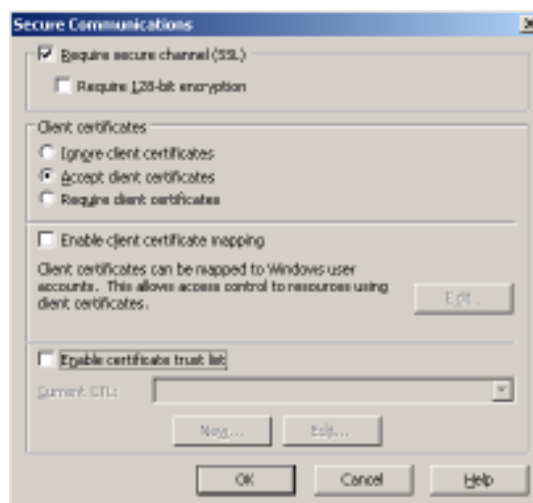 Secure Communications
Require secure channel (SSL)
Require 128-bit encryption
Client certificates
Ignore client certificates
Accept client certificates
Require client certificates
Enable client certificate mapping
Client certificates can be mapped to Windows user
accounts. This allows access control to resources using
client certificates.
Edit...
Enable certificate trust list
Current CTL:
New...
Edit...
OK
Cancel
Help